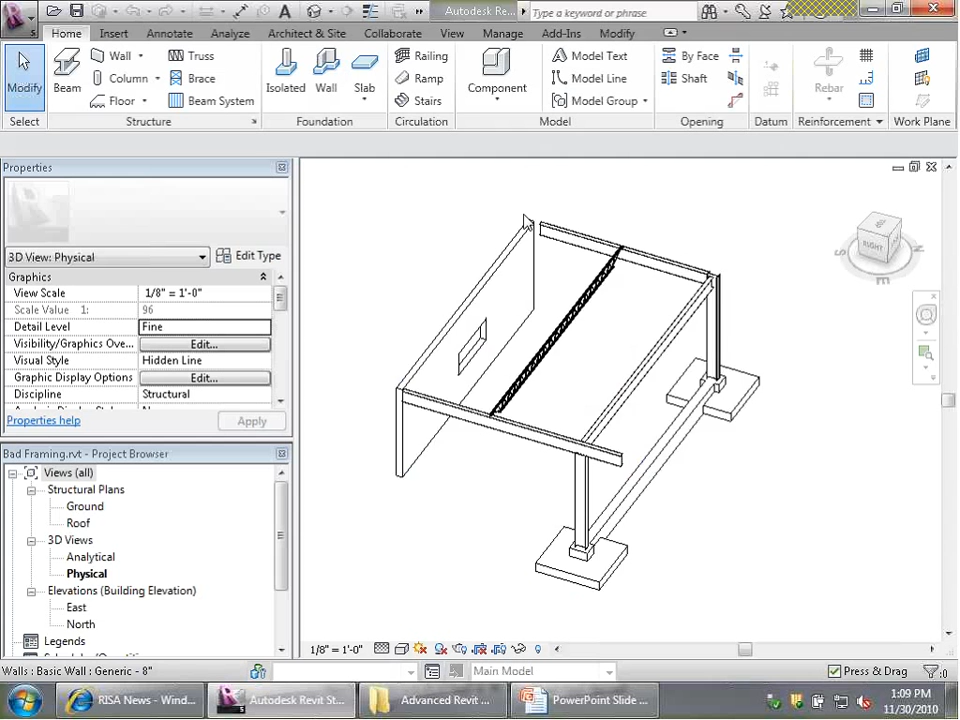 Autodesk Re...
Type a keyword or phrase
Home Insert Annotate Analyze Architect & Site Collaborate View Manage Add-Ins Modify
Modify
Beam
Wall
Column
Floor
Truss
Brace
Beam System
Isolated
Wall
Slab
Railing
Ramp
Stairs
Component
Model Text
Model Line
Model Group
By Face
Shaft
Rebar
Select Structure Foundation Circulation Model Opening Datum Reinforcement Work Plane
Properties
3D View: Physical Edit Type
Graphics
View Scale 1/8" = 1'-0"
Scale Value 1: 96
Detail Level Fine
Visibility/Graphics Ove... Edit...
Visual Style Hidden Line
Graphic Display Options Edit...
Discipline Structural
Properties help Apply
Bad Framing.rvt - Project Browser
Views (all)
Structural Plans
Ground
Roof
3D Views
Analytical
Physical
Elevations (Building Elevation)
East
North
Legends
RIGHT
S
E
1/8" = 1'-0"
Walls : Basic Wall : Generic - 8" :0 Main Model Press & Drag :0
RISA News - Wind... Autodesk Revit St... Advanced Revit ... PowerPoint Slide ...
1:09 PM
11/30/2010